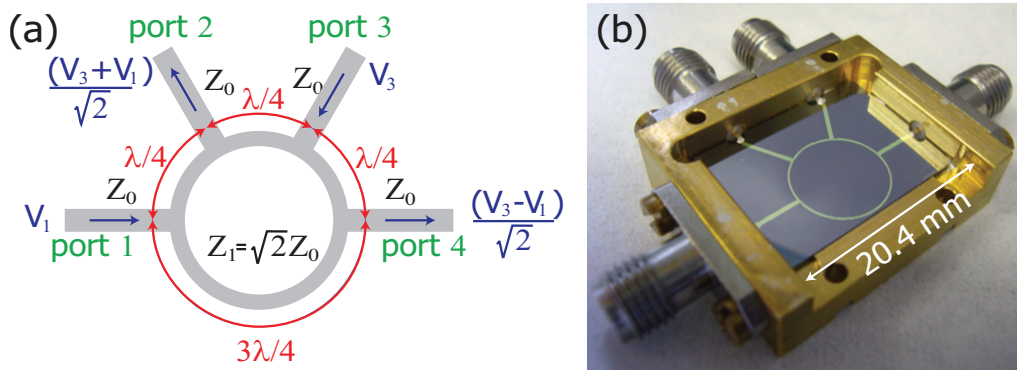 (a)
port 2
port 3
(V₃+V₁)
√2
Z₀
λ/4
Z₀
V₃
λ/4
λ/4
Z₀
Z₀
V₁
port 1
port 4
(V₃-V₁)
√2
Z₁=√2Z₀
3λ/4
(b)
20.4 mm